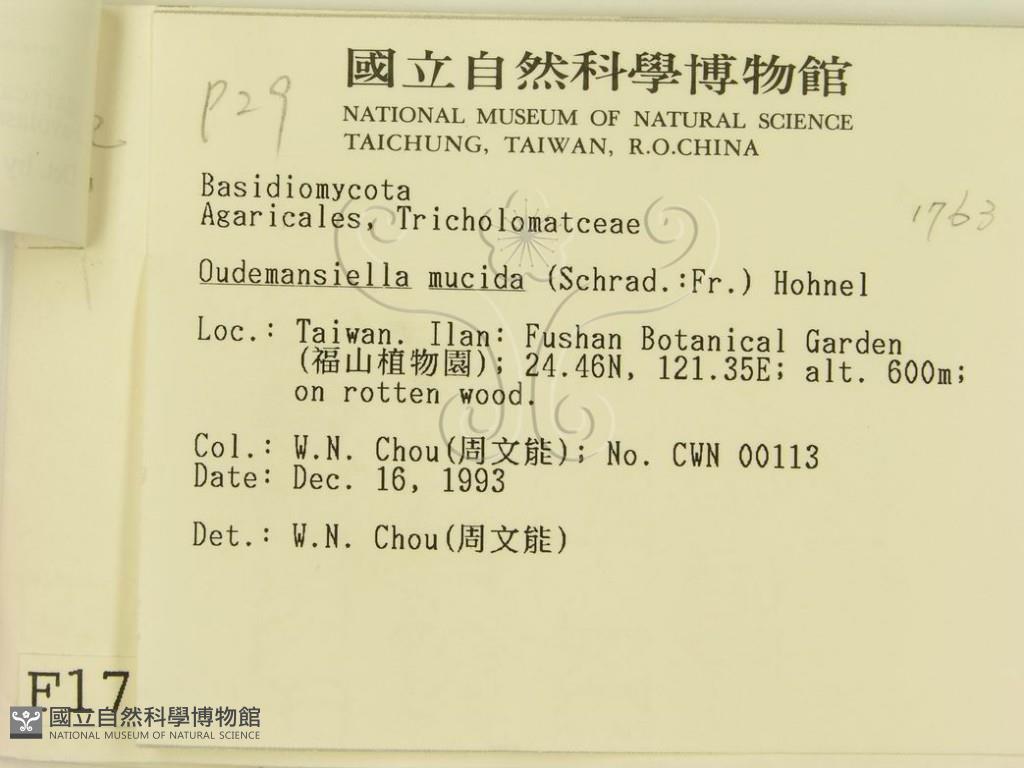 國立自然科學博物館
P29
NATIONAL MUSEUM OF NATURAL SCIENCE
TAICHUNG, TAIWAN, R.O.CHINA
Basidiomycota
Agaricales, Tricholomatceae
1763
Oudemansiella mucida (Schrad.:Fr.) Hohnel
Loc.: Taiwan. Ilan: Fushan Botanical Garden
(福山植物園); 24.46N, 121.35E; alt. 600m;
on rotten wood.
Col.: W.N. Chou(周文能); No. CWN 00113
Date: Dec. 16, 1993
Det.: W.N. Chou(周文能)
F17
國立自然科學博物館
NATIONAL MUSEUM OF NATURAL SCIENCE